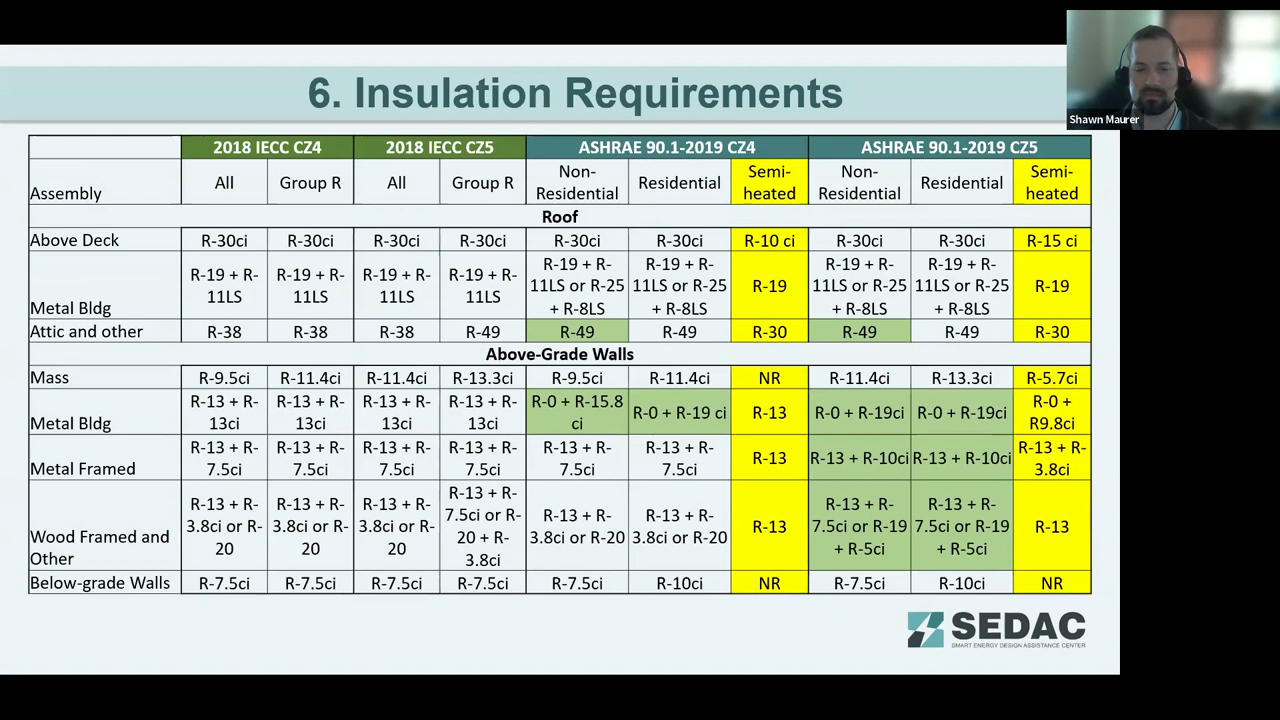 Shawn Maurer
6. Insulation Requirements
2018 IECC CZ4 2018 IECC CZ5 ASHRAE 90.1-2019 CZ4 ASHRAE 90.1-2019 CZ5
Assembly All Group R All Group R Non-Residential Residential Semi-heated Non-Residential Residential Semi-heated
Roof
Above Deck R-30ci R-30ci R-30ci R-30ci R-30ci R-30ci R-10 ci R-30ci R-30ci R-15 ci
Metal Bldg R-19 + R-11LS R-19 + R-11LS R-19 + R-11LS R-19 + R-11LS R-19 + R-11LS or R-25 + R-8LS R-19 + R-11LS or R-25 + R-8LS R-19 R-19 + R-11LS or R-25 + R-8LS R-19 + R-11LS or R-25 + R-8LS R-19
Attic and other R-38 R-38 R-38 R-49 R-49 R-49 R-30 R-49 R-49 R-30
Above-Grade Walls
Mass R-9.5ci R-11.4ci R-11.4ci R-13.3ci R-9.5ci R-11.4ci NR R-11.4ci R-13.3ci R-5.7ci
Metal Bldg R-13 + R-13ci R-13 + R-13ci R-13 + R-13ci R-13 + R-13ci R-0 + R-15.8 ci R-0 + R-19 ci R-13 R-0 + R-19ci R-0 + R-19ci R-0 + R9.8ci
Metal Framed R-13 + R-7.5ci R-13 + R-7.5ci R-13 + R-7.5ci R-13 + R-7.5ci R-13 + R-7.5ci R-13 + R-7.5ci R-13 R-13 + R-10ci R-13 + R-10ci R-13 + R-3.8ci
Wood Framed and Other R-13 + R-3.8ci or R-20 R-13 + R-3.8ci or R-20 R-13 + R-3.8ci or R-20 R-13 + R-7.5ci or R-20 + R-3.8ci R-13 + R-3.8ci or R-20 R-13 + R-3.8ci or R-20 R-13 R-13 + R-7.5ci or R-19 + R-5ci R-13 + R-7.5ci or R-19 + R-5ci R-13
Below-grade Walls R-7.5ci R-7.5ci R-7.5ci R-7.5ci R-7.5ci R-10ci NR R-7.5ci R-10ci NR
SEDAC
SMART ENERGY DESIGN ASSISTANCE CENTER